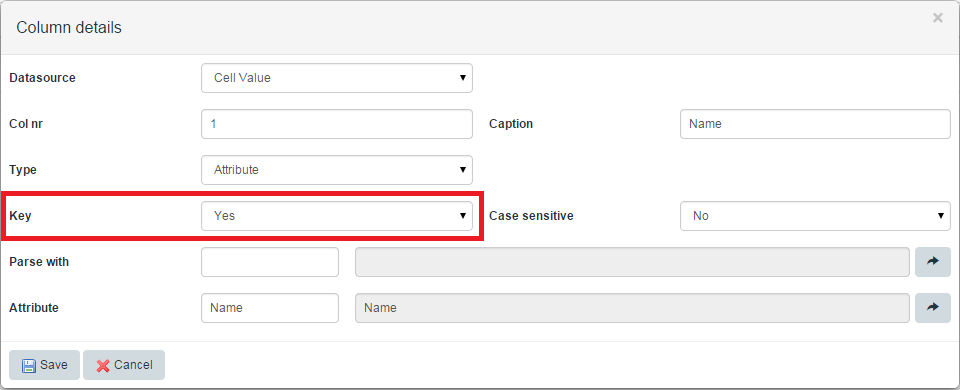 Column details
Datasource Cell Value
Col nr 1 Caption Name
Type Attribute
Key Yes Case sensitive No
Parse with
Attribute Name Name
Save Cancel